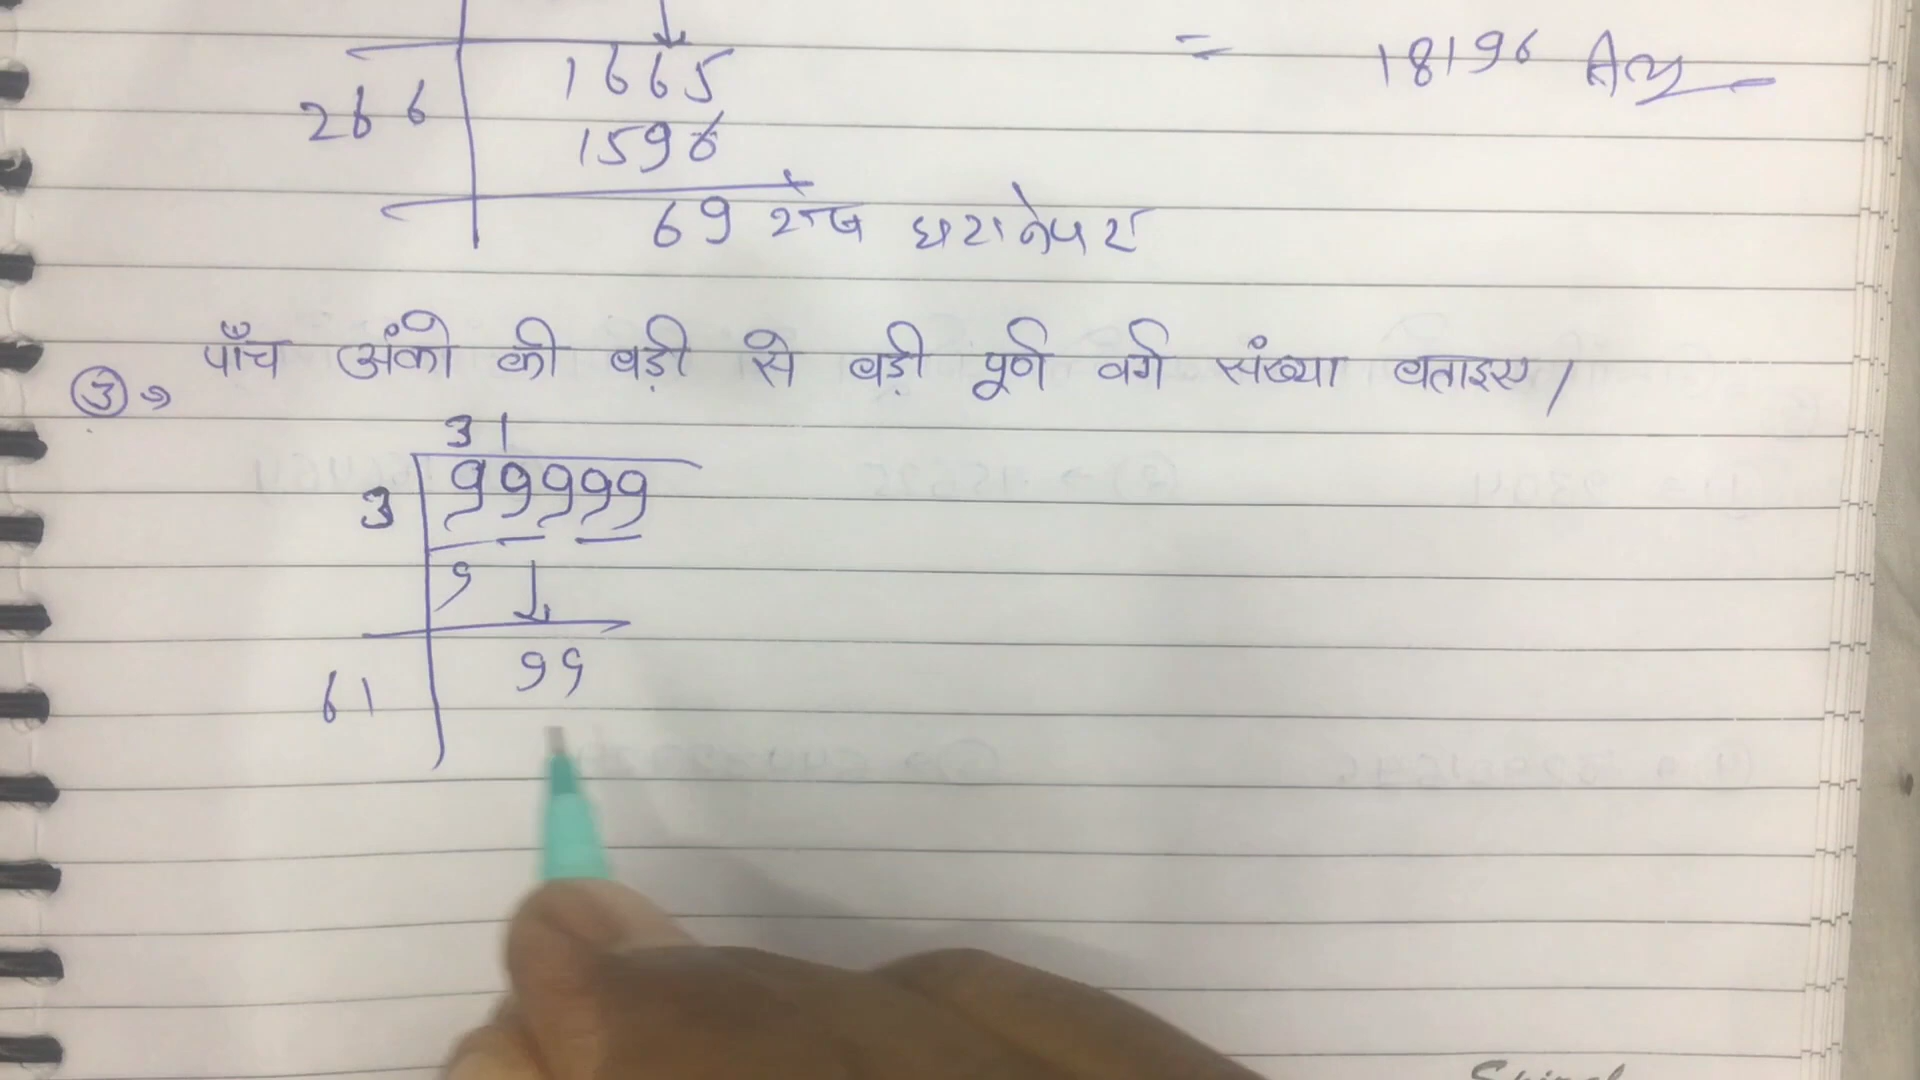 1665
= 18196 Ans
266
1596
69 शेष घटाने पर
③→ पाँच अंको की बड़ी से बड़ी पूर्ण वर्ग संख्या बताइए।
31
3 99999
9
61 99